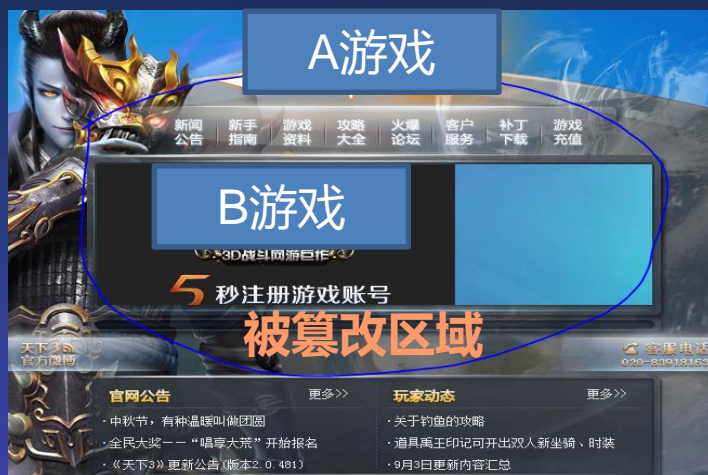 A游戏
新闻 新手 游戏 攻略 火爆 客户 补丁 游戏
公告 指南 资料 大全 论坛 服务 下载 充值
B游戏
3D战斗网游巨作
5秒注册游戏账号
被篡改区域
天下3
官方微博
客服电话
020-83918163
官网公告 更多>>
·中秋节，有种温暖叫做团圆
·全民大奖——“唱享大荒”开始报名
·《天下3》更新公告(版本2.0.481)
玩家动态 更多>>
·关于钓鱼的攻略
·道具禹王印记可开出双人新坐骑、时装
·9月3日更新内容汇总